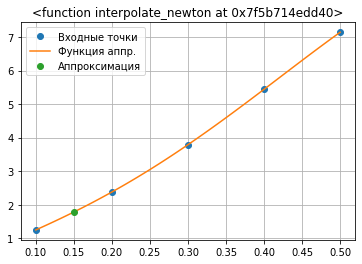 <function interpolate_newton at 0x7f5b714edd40>
Входные точки
Функция аппр.
Аппроксимация
7
6
5
4
3
2
1
0.10 0.15 0.20 0.25 0.30 0.35 0.40 0.45 0.50